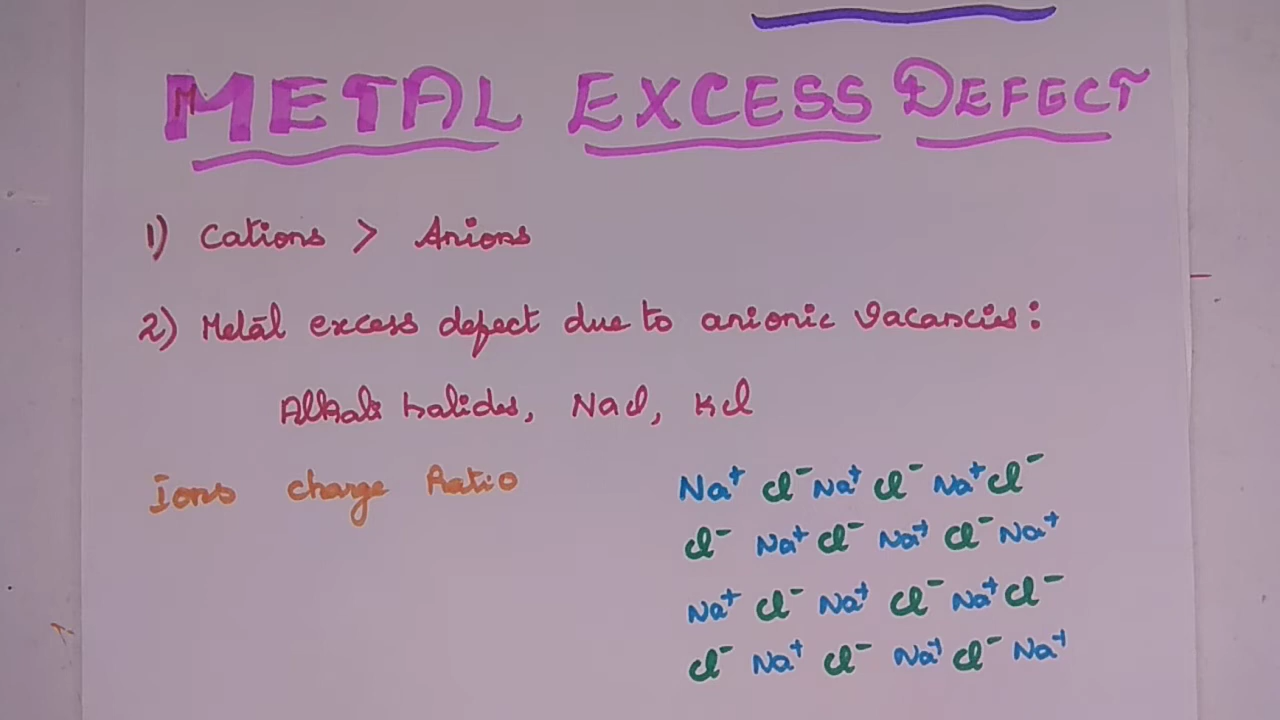 METAL EXCESS DEFECT
1) Cations > Anions
2) Metal excess defect due to anionic vacancies:
Alkali halides, NaCl, KCl
Ions charge Ratio
Na⁺ Cl⁻ Na⁺ Cl⁻ Na⁺ Cl⁻
Cl⁻ Na⁺ Cl⁻ Na⁺ Cl⁻ Na⁺
Na⁺ Cl⁻ Na⁺ Cl⁻ Na⁺ Cl⁻
Cl⁻ Na⁺ Cl⁻ Na⁺ Cl⁻ Na⁺